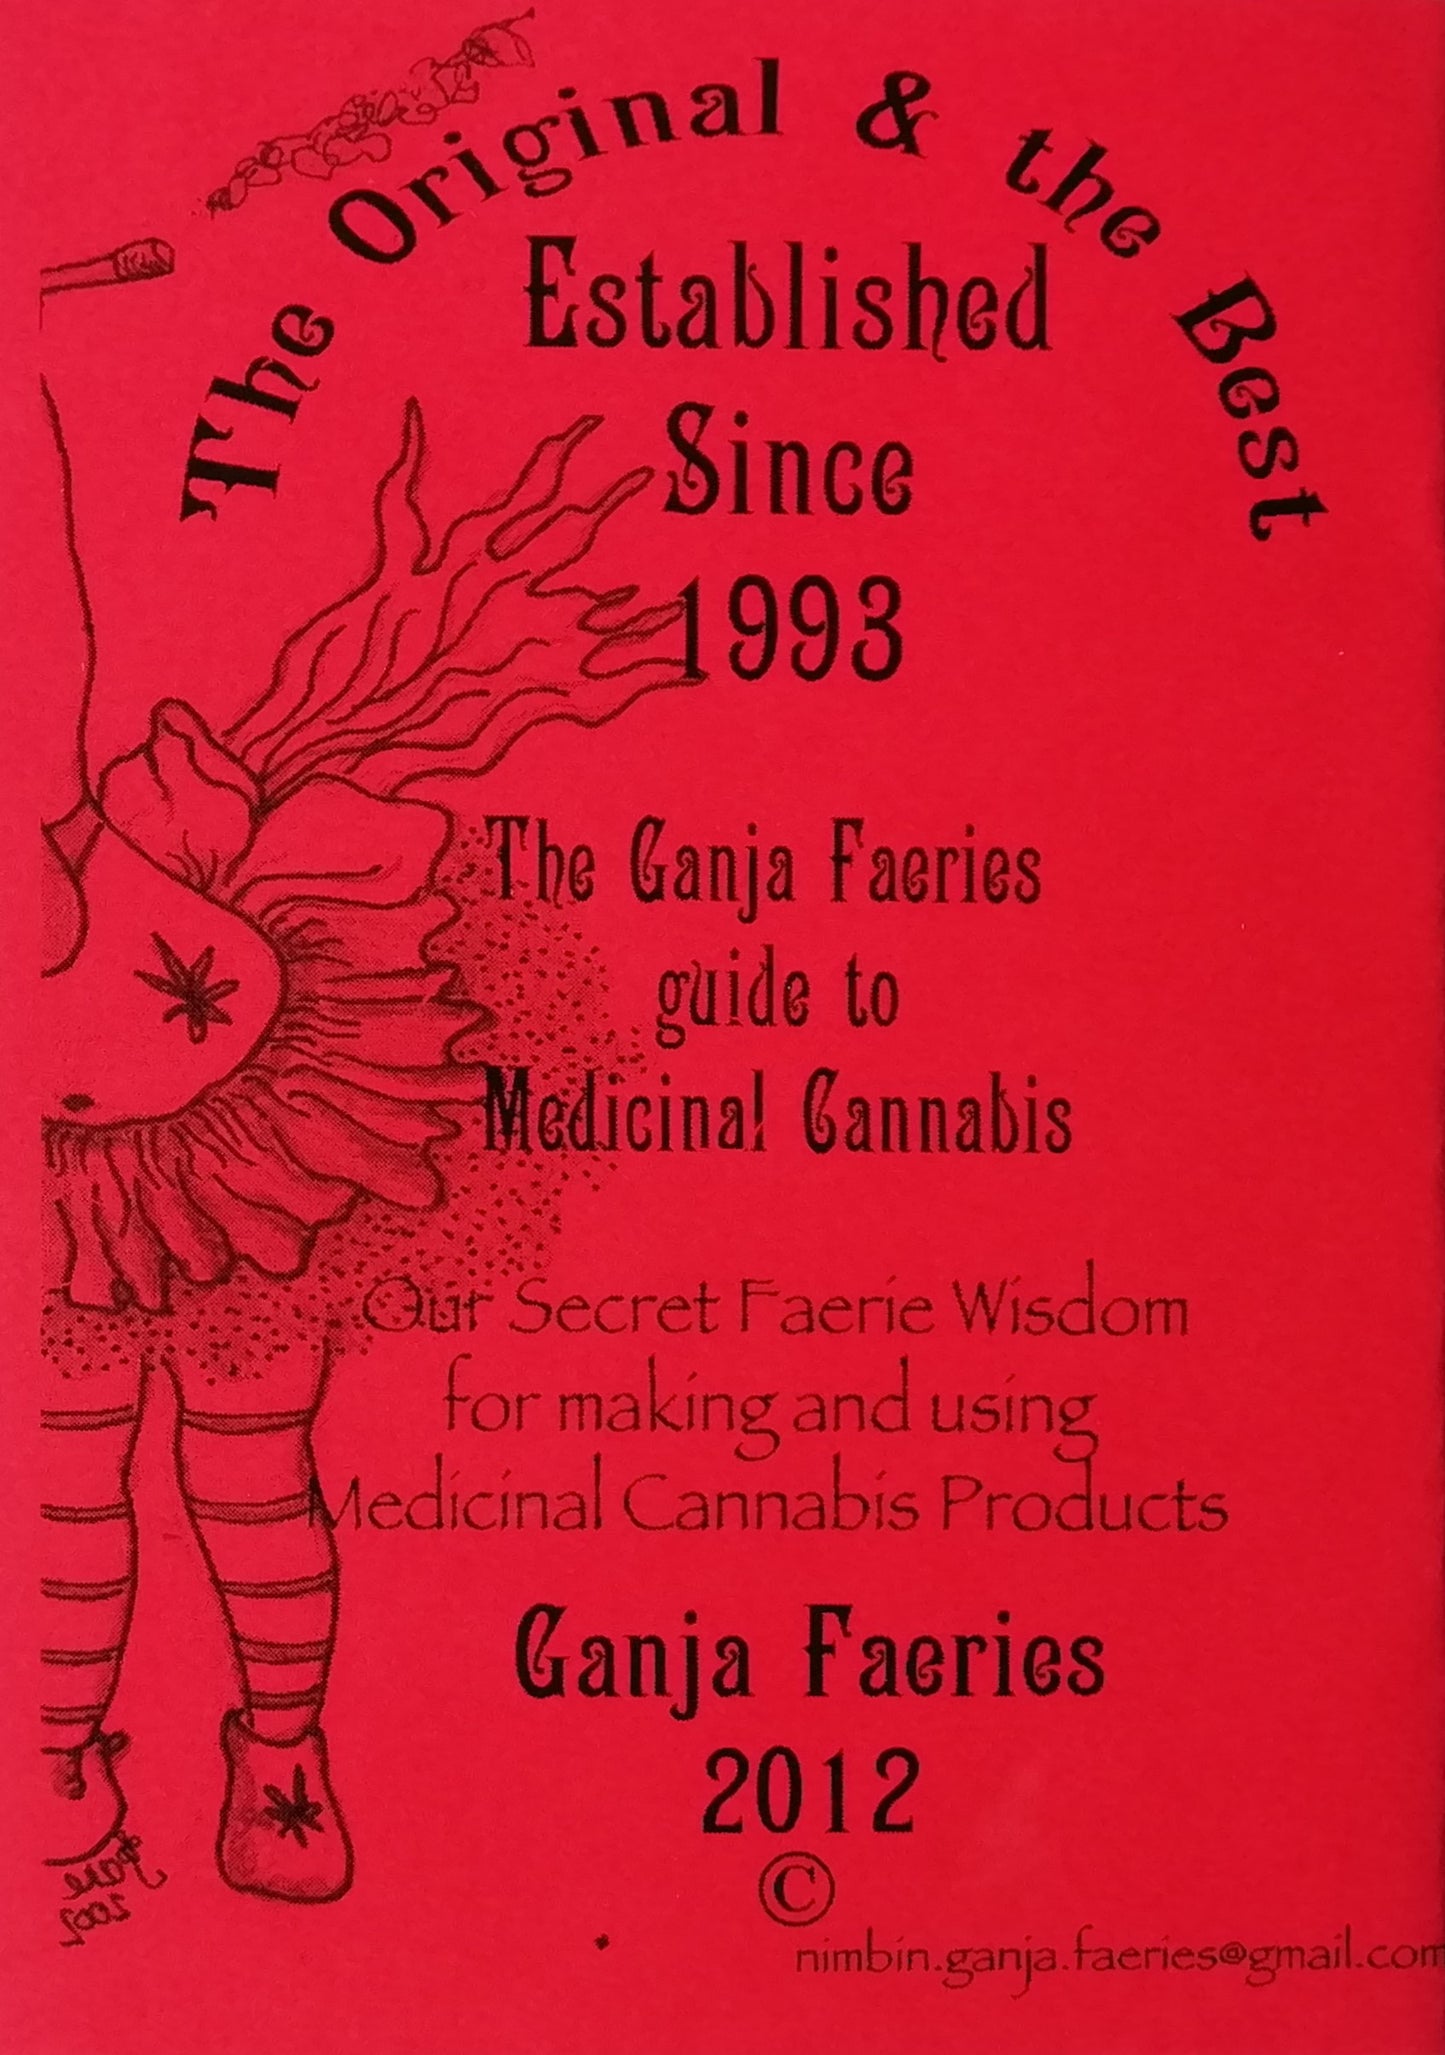 The Original & the Best
Established
Since
1993
The Ganja Faeries
guide to
Medicinal Cannabis
Our Secret Faerie Wisdom
for making and using
Medicinal Cannabis Products
Ganja Faeries
2012
©
nimbin.ganja.faeries@gmail.com
2002